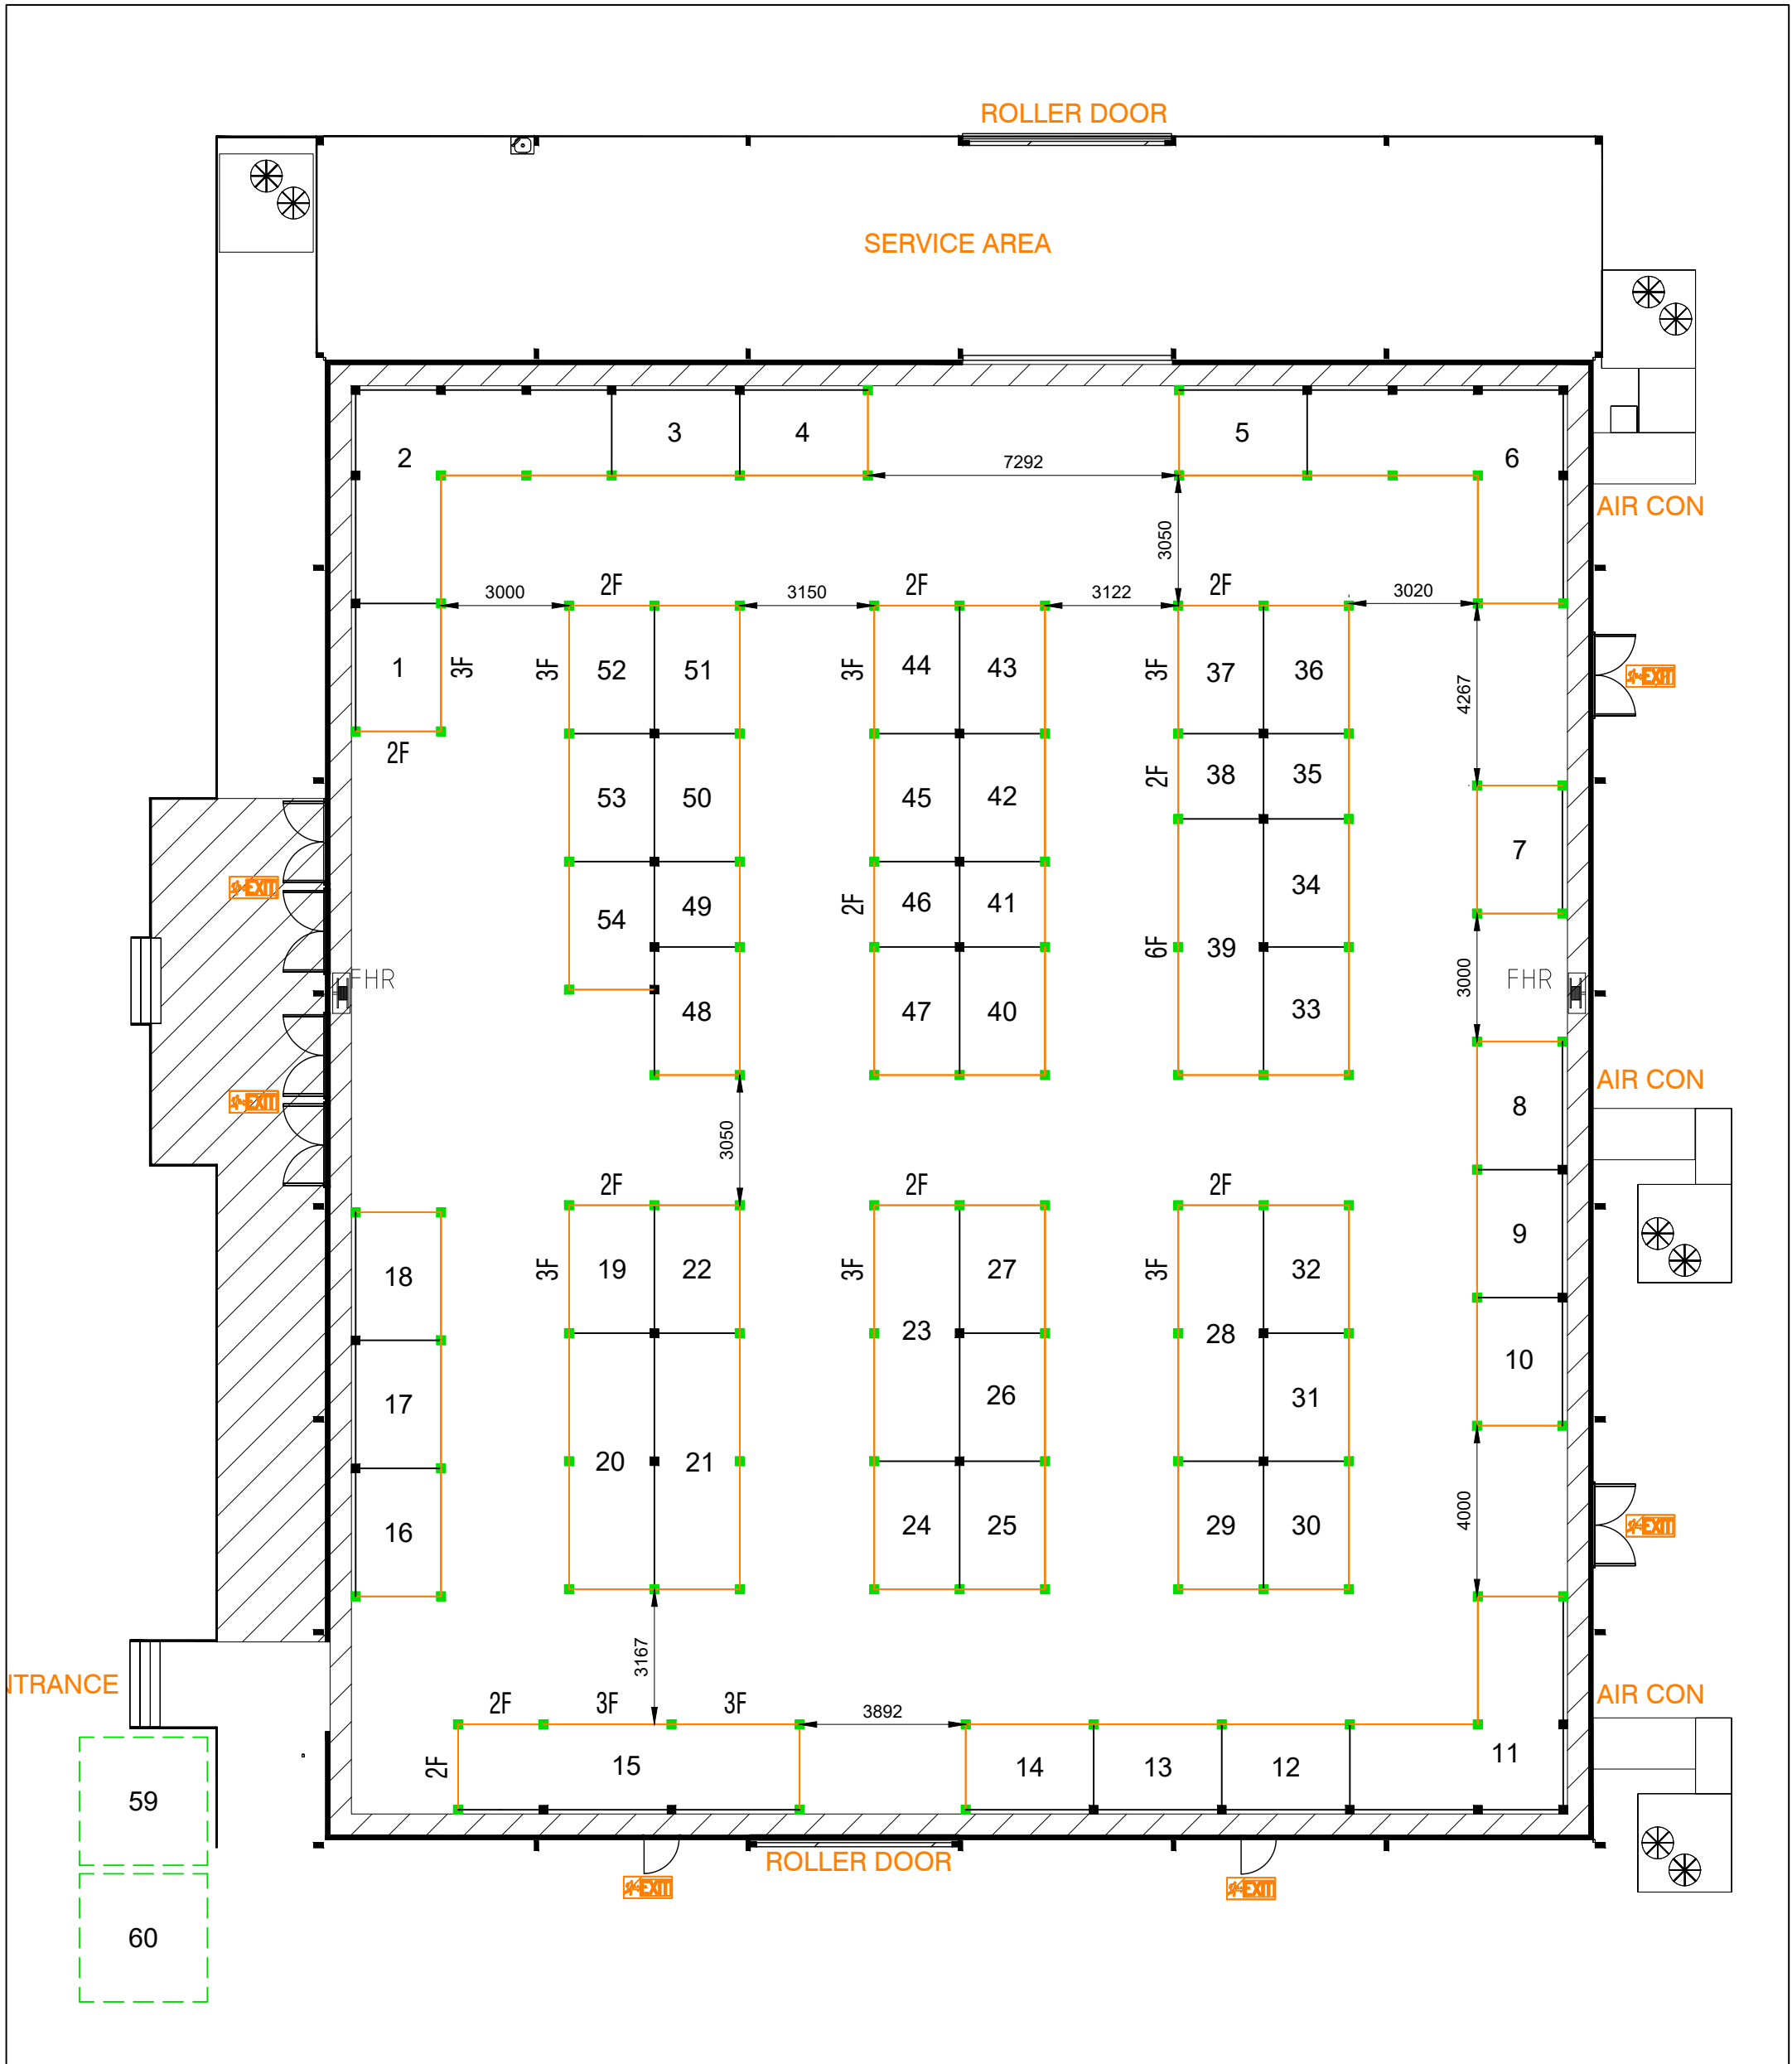 ROLLER DOOR
SERVICE AREA
3
4
5
2
6
7292
AIR CON
3050
2F
2F
2F
3000
3150
3122
3020
1
3F
3F
52
51
3F
44
43
3F
37
36
EXIT
4267
2F
53
50
45
42
2F
38
35
7
EXIT
54
49
2F
46
41
34
6F
39
FHR
3000
FHR
48
47
40
33
EXIT
AIR CON
8
3050
2F
2F
2F
18
3F
19
22
3F
27
3F
32
9
23
28
10
17
26
31
20
21
16
24
25
29
30
4000
EXIT
3167
NTRANCE
AIR CON
2F
3F
3F
3892
2F
15
14
13
12
11
59
ROLLER DOOR
EXIT
EXIT
60